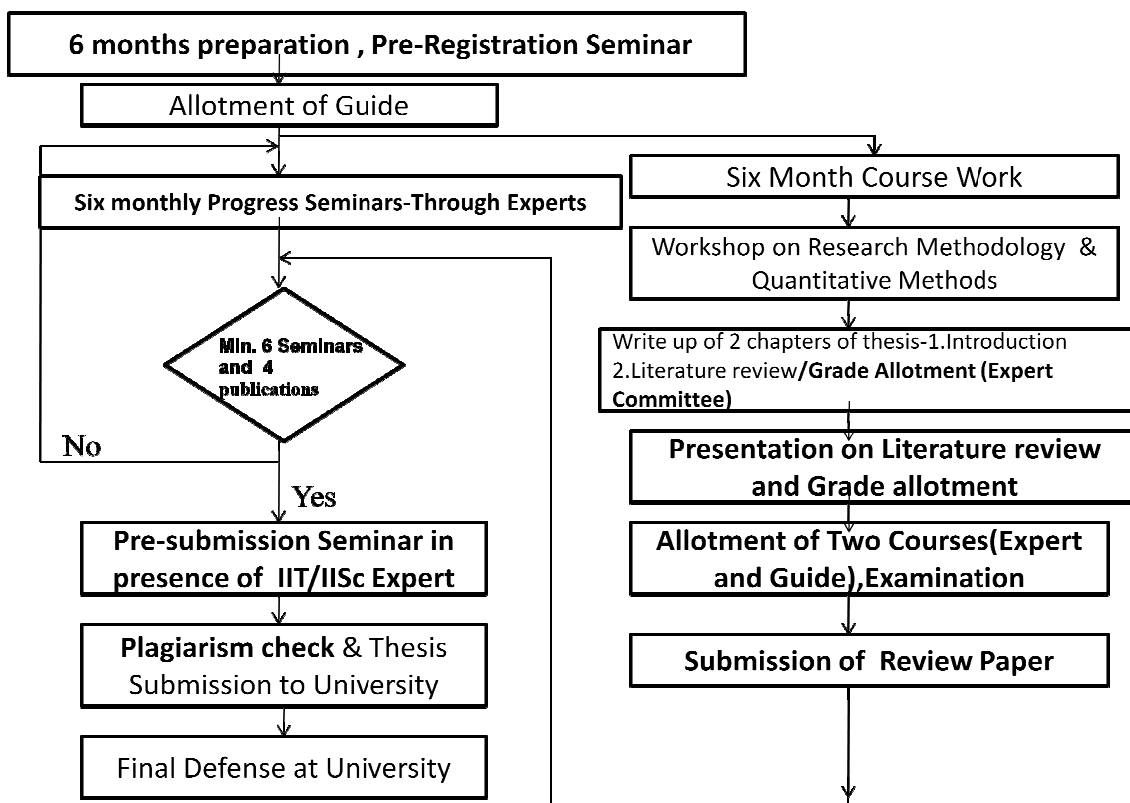 6 months preparation , Pre-Registration Seminar
Allotment of Guide
Six monthly Progress Seminars-Through Experts
Min. 6 Seminars
and 4
publications
No
Yes
Pre-submission Seminar in
presence of IIT/IISc Expert
Plagiarism check & Thesis
Submission to University
Final Defense at University
Six Month Course Work
Workshop on Research Methodology &
Quantitative Methods
Write up of 2 chapters of thesis-1.Introduction
2.Literature review/Grade Allotment (Expert
Committee)
Presentation on Literature review
and Grade allotment
Allotment of Two Courses(Expert
and Guide),Examination
Submission of Review Paper